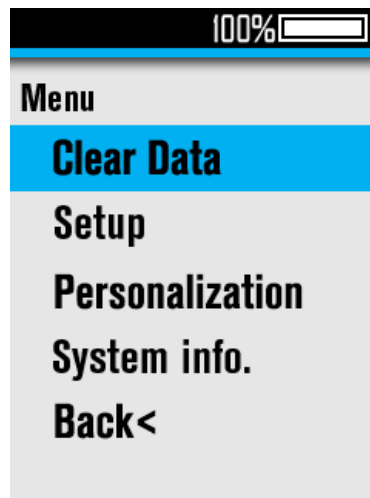 100%
Menu
Clear Data
Setup
Personalization
System info.
Back<